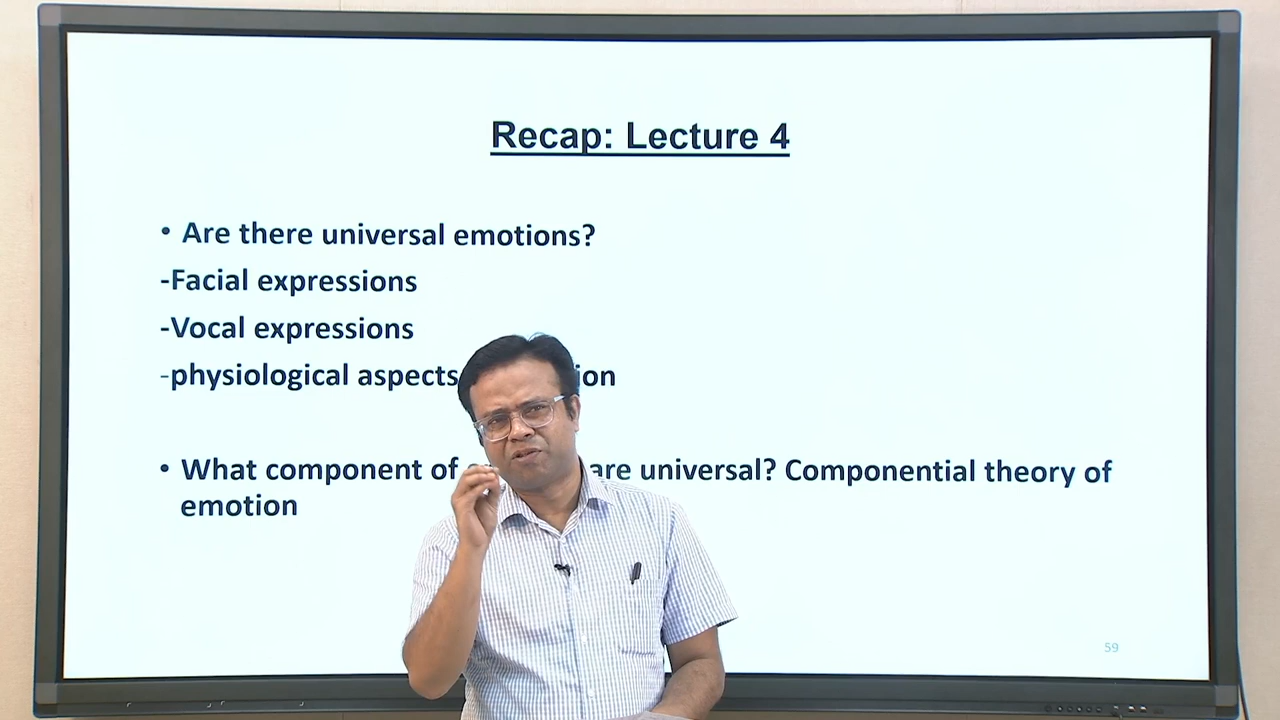 Recap: Lecture 4
• Are there universal emotions?
-Facial expressions
-Vocal expressions
-physiological aspects ion
• What component of are universal? Componential theory of
emotion
59